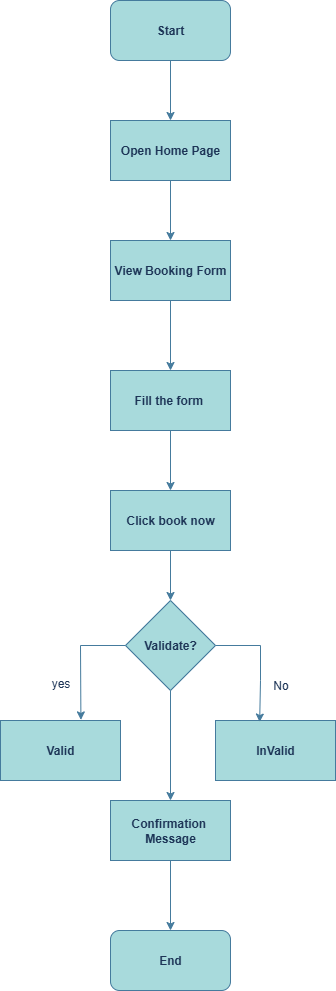 Start
Open Home Page
View Booking Form
Fill the form
Click book now
Validate?
yes
No
Valid
InValid
Confirmation
Message
End